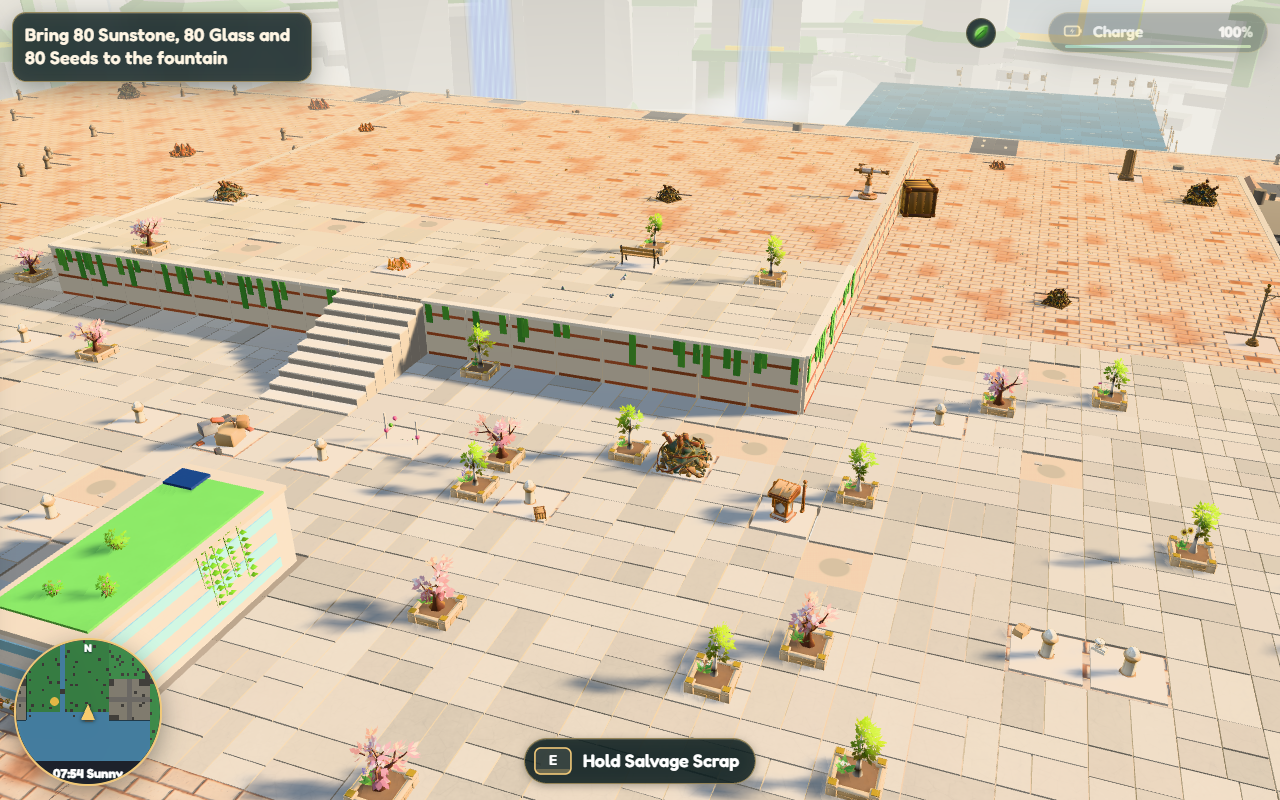 Bring 80 Sunstone, 80 Glass and
80 Seeds to the fountain
Charge 100%
N
07:54 Sunny
E Hold Salvage Scrap